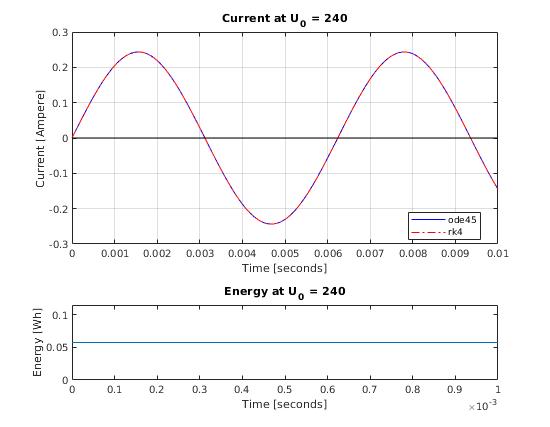 Current at U0 = 240
0.3
0.2
0.1
0
-0.1
-0.2
-0.3
Current [Ampere]
ode45
rk4
0 0.001 0.002 0.003 0.004 0.005 0.006 0.007 0.008 0.009 0.01
Time [seconds]
Energy at U0 = 240
0.1
0.05
0
Energy [Wh]
0 0.1 0.2 0.3 0.4 0.5 0.6 0.7 0.8 0.9 1
Time [seconds]
×10-3